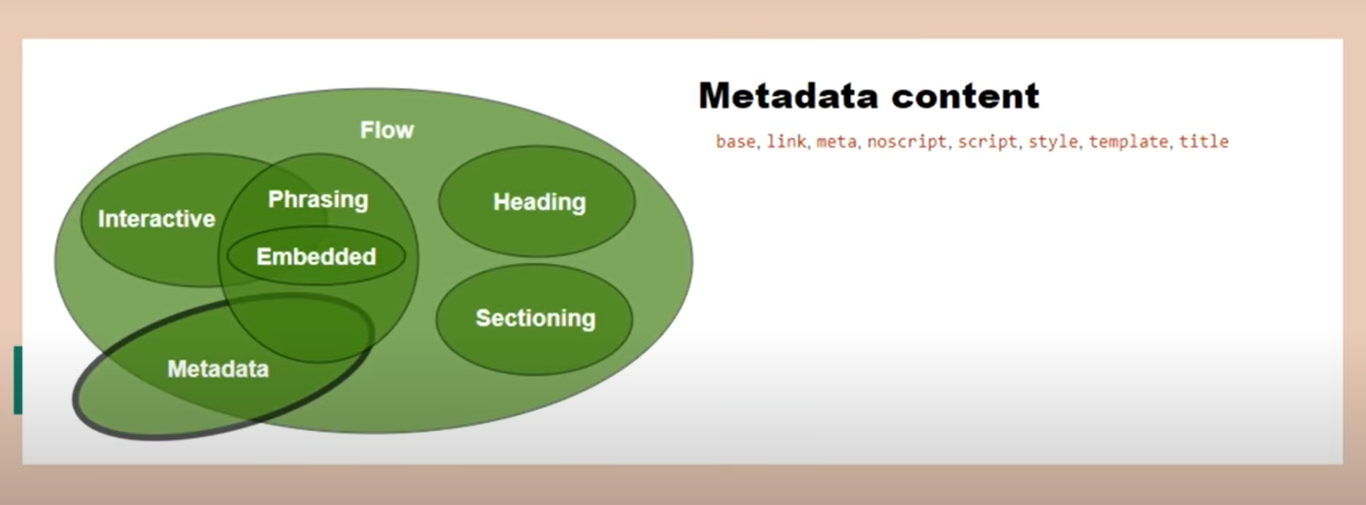 Metadata content
base, link, meta, noscript, script, style, template, title
Flow
Phrasing
Interactive
Heading
Embedded
Sectioning
Metadata